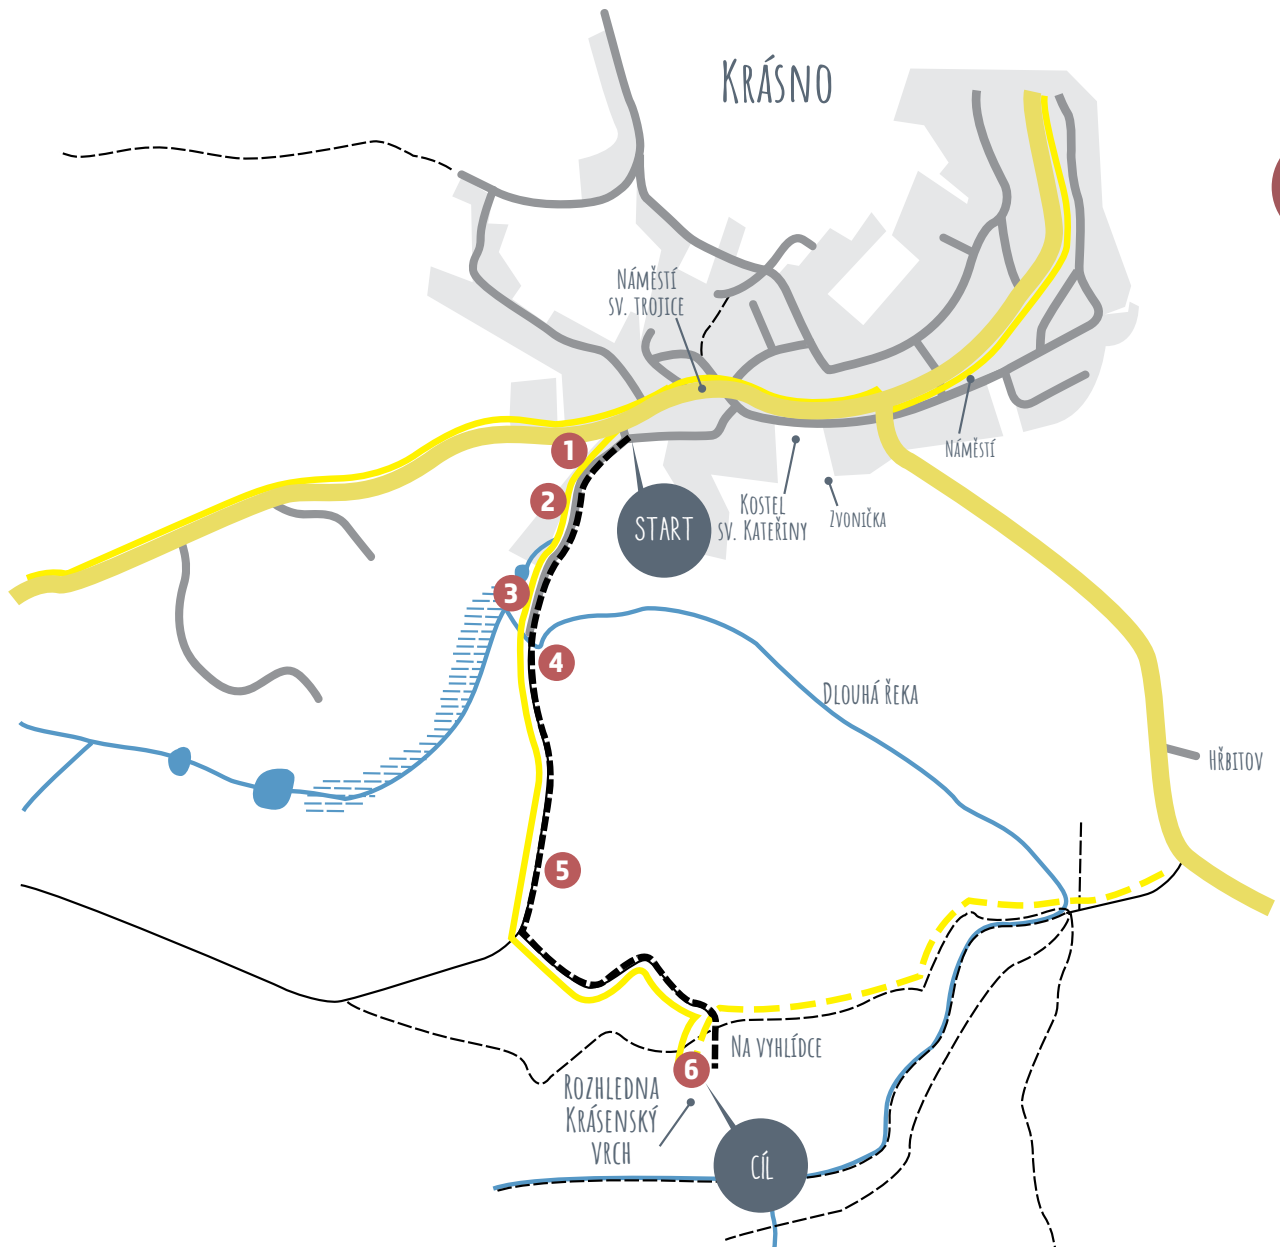 Krásno
Náměstí
sv. trojice
Náměstí
Kostel
sv. Kateřiny
Zvonička
START
1
2
3
4
5
6
Dlouhá řeka
Hřbitov
Na vyhlídce
Rozhledna
Krásenský
vrch
CÍL